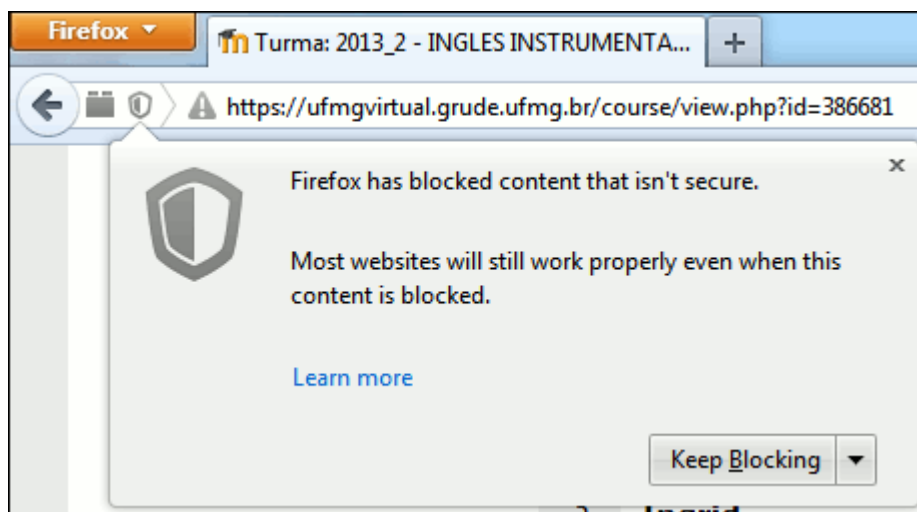 Firefox
Turma: 2013_2 - INGLES INSTRUMENTA...
https://ufmgvirtual.grude.ufmg.br/course/view.php?id=386681
Firefox has blocked content that isn't secure.
Most websites will still work properly even when this
content is blocked.
Learn more
Keep Blocking